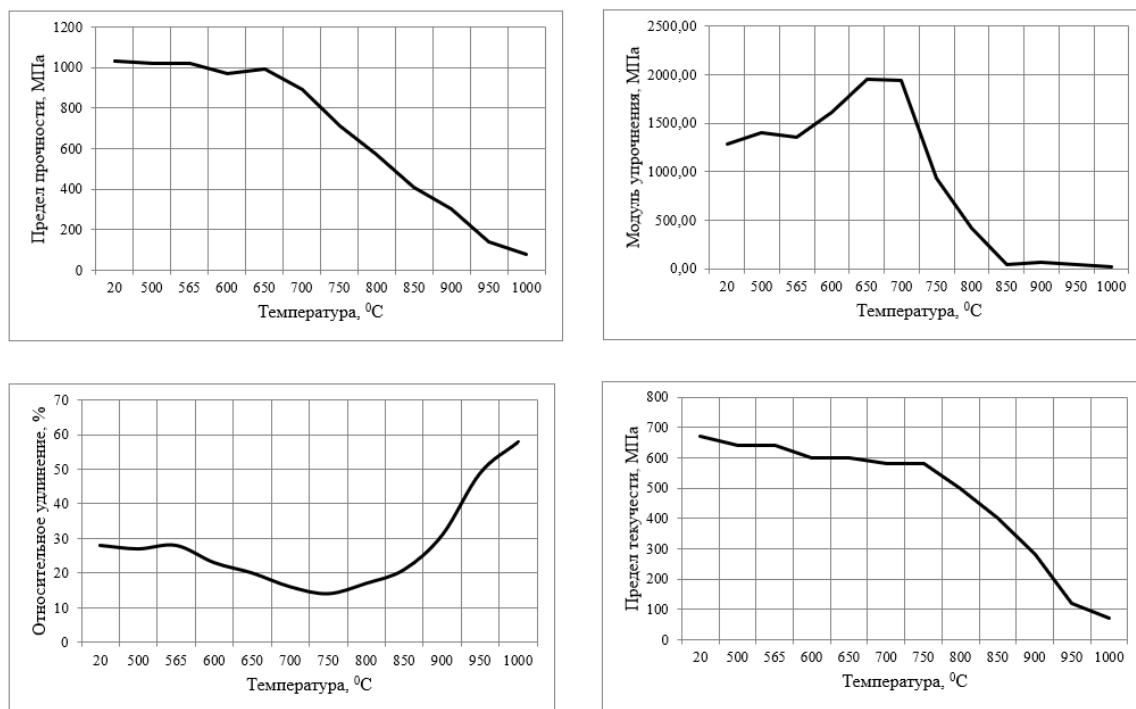 Предел прочности, МПа
1200
1000
800
600
400
200
0
20 500 565 600 650 700 750 800 850 900 950 1000
Температура, ⁰С
Модуль упрочнения, МПа
2500,00
2000,00
1500,00
1000,00
500,00
0,00
20 500 565 600 650 700 750 800 850 900 950 1000
Температура, ⁰С
Относительное удлинение, %
70
60
50
40
30
20
10
0
20 500 565 600 650 700 750 800 850 900 950 1000
Температура, ⁰С
Предел текучести, МПа
800
700
600
500
400
300
200
100
0
20 500 565 600 650 700 750 800 850 900 950 1000
Температура, ⁰С